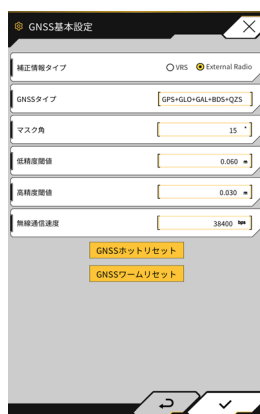 GNSS基本設定
補正情報タイプ VRS External Radio
GNSSタイプ GPS+GLO+GAL+BDS+QZS
マスク角 15 °
低精度閾値 0.060 m
高精度閾値 0.030 m
無線通信速度 38400 bps
GNSSホットリセット
GNSSワームリセット